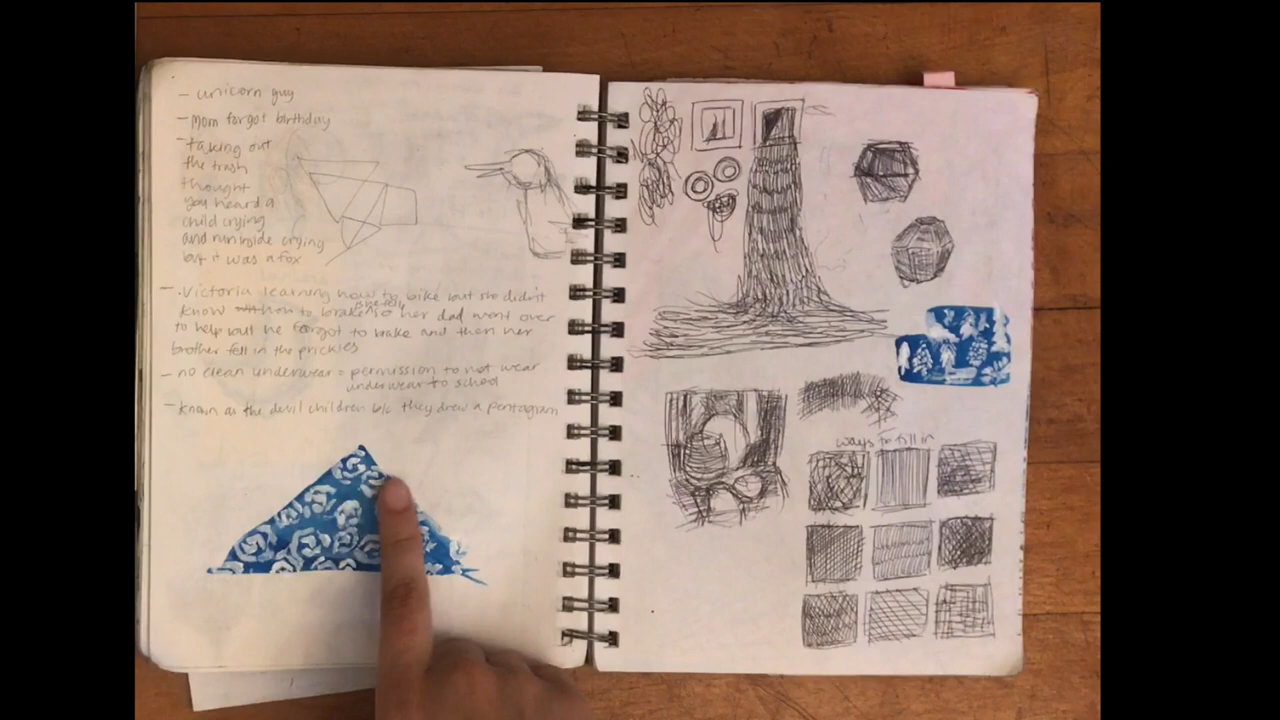 - unicorn guy
- Mom forgot birthday
- taking out
the trash
thought
you heard a
child crying
and run inside crying
but it was a fox
- Victoria learning how to bike but she didn't
know how to brake so her dad went over
to help but he forgot to brake and then her
brother fell in the prickles
- no clean underwear = permission to not wear
underwear to school
- known as the devil children b/c they drew a pentagram
ways to fill in